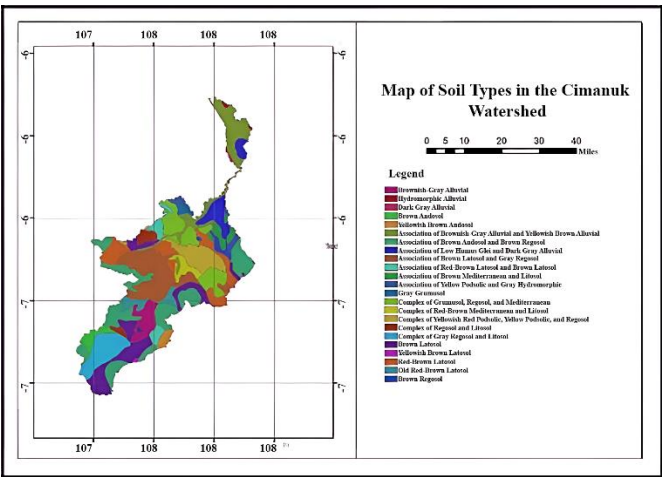 107 108 108 108
-6 -6
-6 -6
-6 -6
-7 -7
-7 -7
107 108 108 108
Map of Soil Types in the Cimanuk
Watershed
0 5 10 20 30 40
Miles
Legend
Brownish-Gray Alluvial
Hydromorphic Alluvial
Dark Gray Alluvial
Brown Andosol
Yellowish Brown Andosol
Association of Brownish Gray Alluvial and Yellowish Brown Alluvial
Association of Brown Andosol and Brown Regosol
Association of Low Humus Glei and Dark Gray Alluvial
Association of Brown Latosol and Gray Regosol
Association of Red-Brown Latosol and Brown Latosol
Association of Brown Mediterranean and Litosol
Association of Yellow Podsolic and Gray Hydromorphic
Gray Grumusol
Complex of Grumusol, Regosol, and Mediterranean
Complex of Red-Brown Mediterranean and Litosol
Complex of Yellowish Red Podsolic, Yellow Podsolic, and Regosol
Complex of Regosol and Litosol
Complex of Gray Regosol and Litosol
Brown Latosol
Yellowish Brown Latosol
Red-Brown Latosol
Old Red-Brown Latosol
Brown Regosol